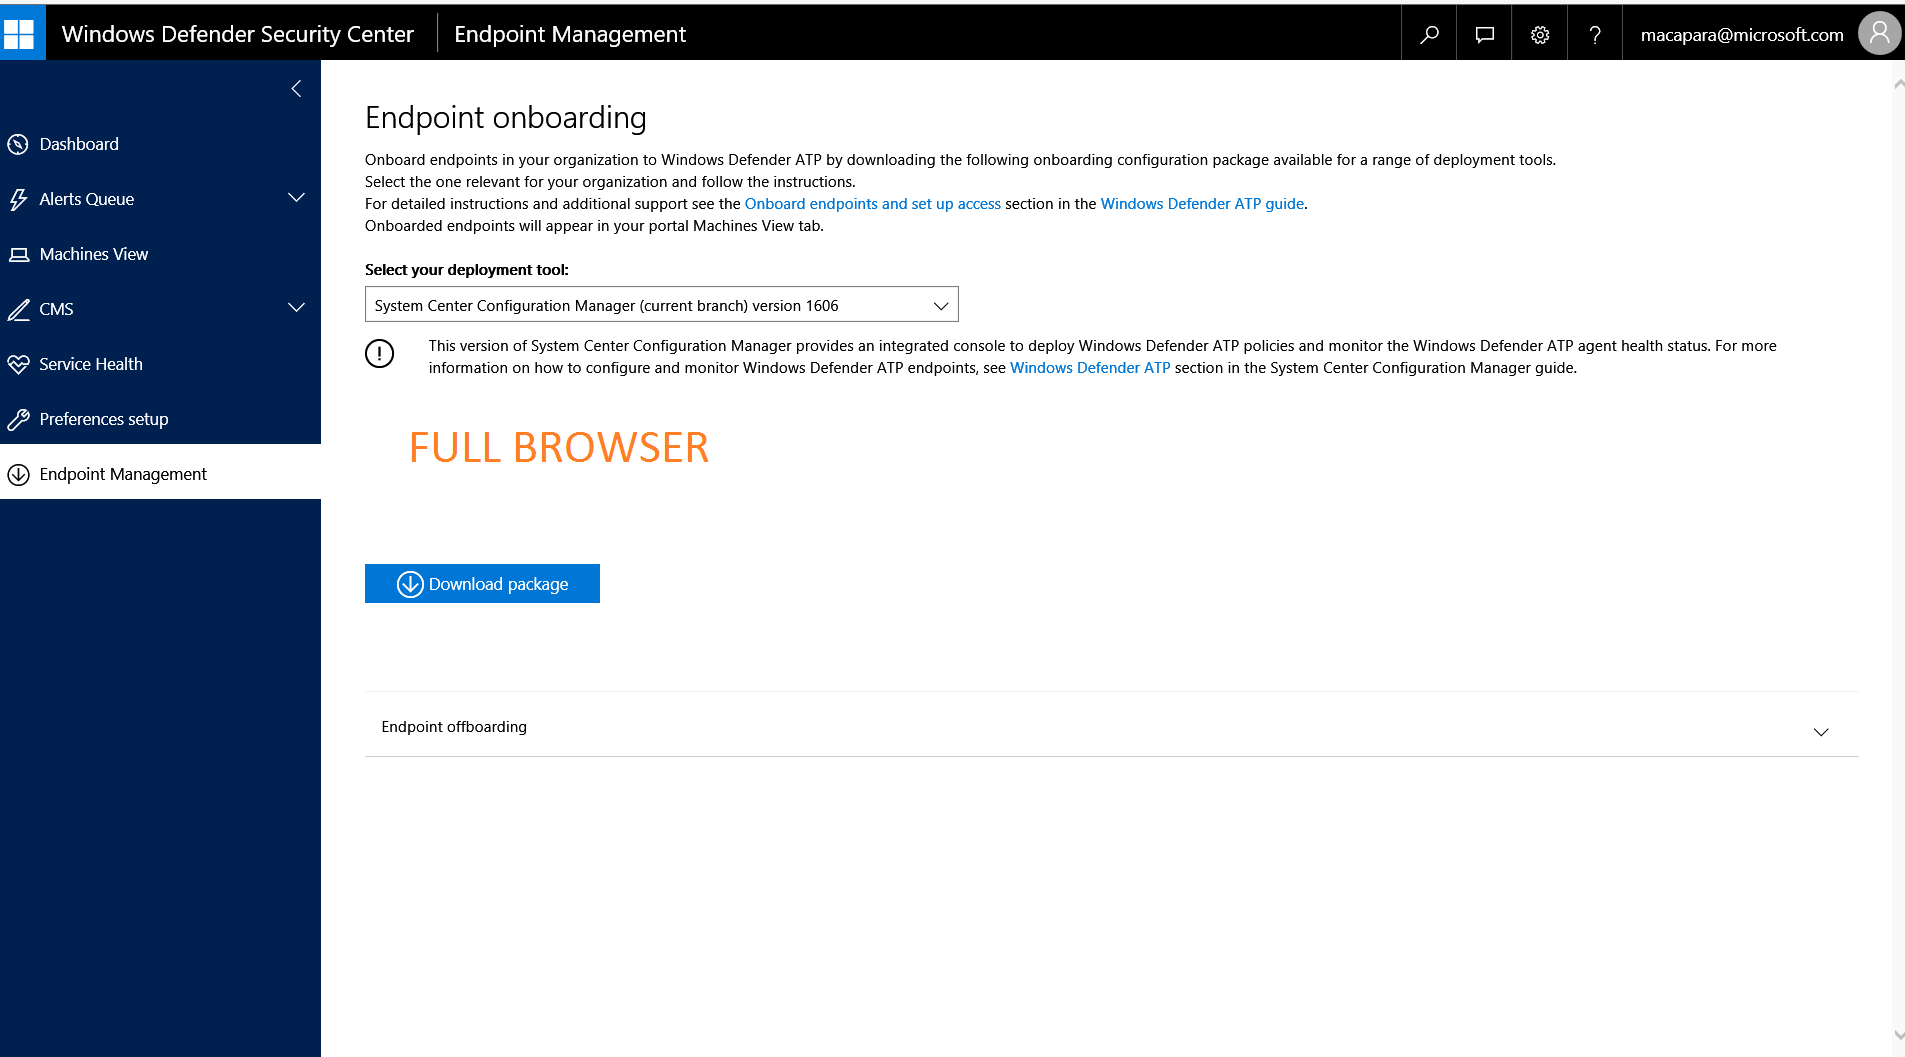 Windows Defender Security Center
Endpoint Management
?
macapara@microsoft.com
Dashboard
Alerts Queue
Machines View
CMS
Service Health
Preferences setup
Endpoint Management
Endpoint onboarding
Onboard endpoints in your organization to Windows Defender ATP by downloading the following onboarding configuration package available for a range of deployment tools.
Select the one relevant for your organization and follow the instructions.
For detailed instructions and additional support see the Onboard endpoints and set up access section in the Windows Defender ATP guide.
Onboarded endpoints will appear in your portal Machines View tab.
Select your deployment tool:
System Center Configuration Manager (current branch) version 1606
This version of System Center Configuration Manager provides an integrated console to deploy Windows Defender ATP policies and monitor the Windows Defender ATP agent health status. For more
information on how to configure and monitor Windows Defender ATP endpoints, see Windows Defender ATP section in the System Center Configuration Manager guide.
FULL BROWSER
Download package
Endpoint offboarding